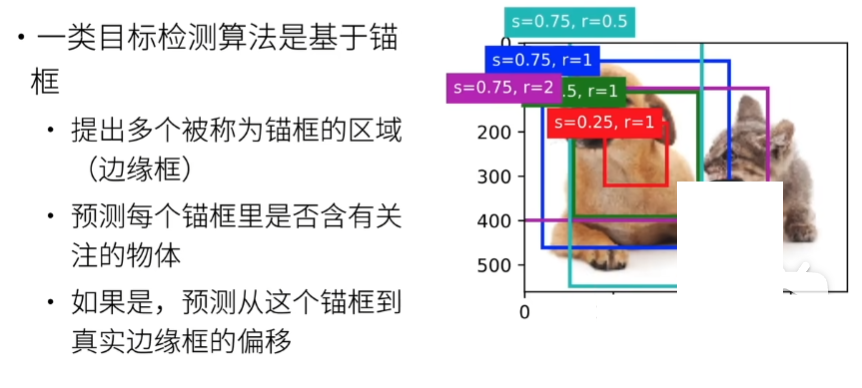 • 一类目标检测算法是基于锚
框
• 提出多个被称为锚框的区域
（边缘框）
• 预测每个锚框里是否含有关
注的物体
• 如果是，预测从这个锚框到
真实边缘框的偏移
s=0.75, r=0.5
0
s=0.75, r=1
s=0.75, r=2
.5, r=1
s=0.25, r=1
200
300
400
500
0